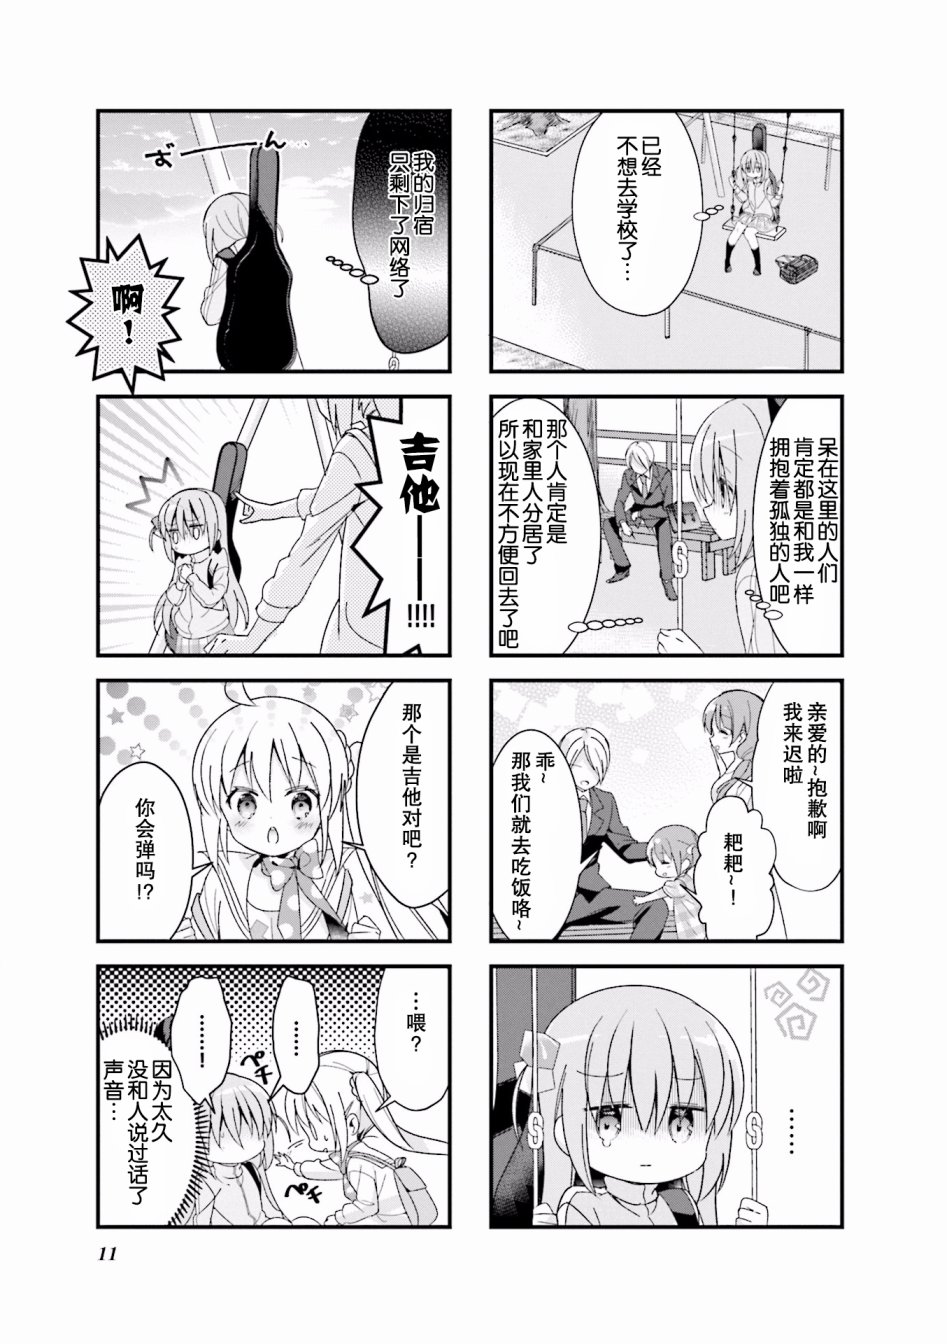 已经
不想去学校了…
呆在这里的人们
肯定都是和我一样
拥抱着孤独的人吧
那个人肯定是
和家里人分居了
所以现在不方便回去了吧
亲爱的~抱歉啊
我来迟啦
耙耙~！
乖~
那我们就去吃饭咯~
……
我的归宿
只剩下了网络了
ず
ーん
啊！
吉他——!!!!
那个是吉他对吧？
你会弹吗!?
…喂？
……
……！
ペチ
ペチ
因为太久
没和人说过话了
声音…
11